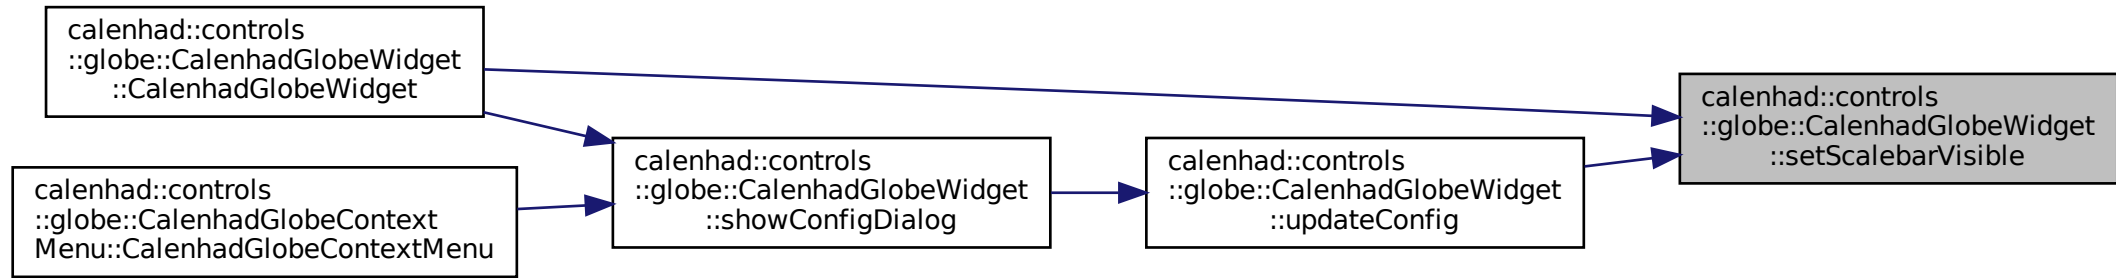 calenhad::controls
::globe::CalenhadGlobeWidget
::CalenhadGlobeWidget
calenhad::controls
::globe::CalenhadGlobeContext
Menu::CalenhadGlobeContextMenu
calenhad::controls
::globe::CalenhadGlobeWidget
::showConfigDialog
calenhad::controls
::globe::CalenhadGlobeWidget
::updateConfig
calenhad::controls
::globe::CalenhadGlobeWidget
::setScalebarVisible